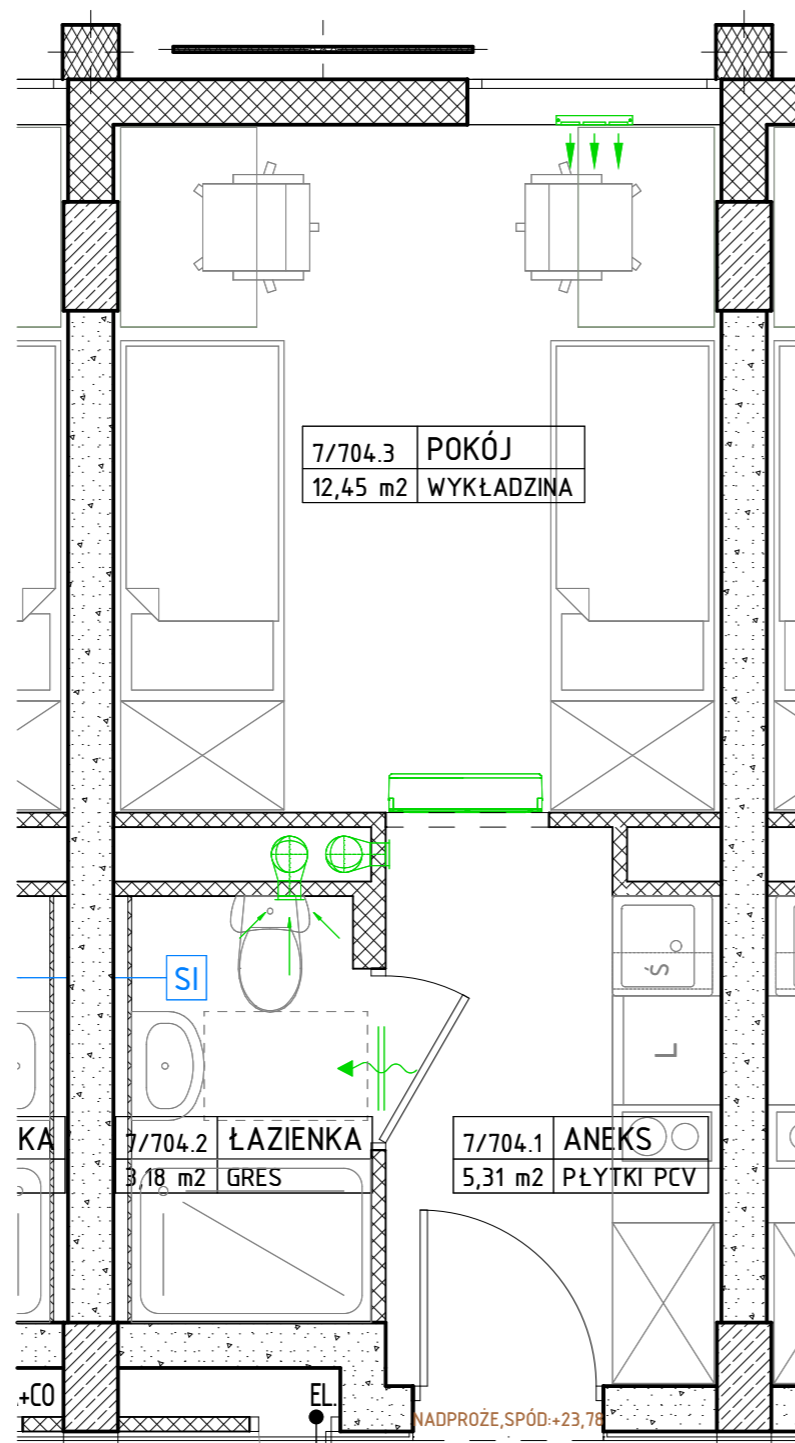 7/704.3 POKÓJ
12,45 m2 WYKŁADZINA
SI
Ś
L
KA
7/704.2 ŁAZIENKA
3,18 m2 GRES
7/704.1 ANEKS
5,31 m2 PŁYTKI PCV
+CO
EL.
NADPROŻE,SPÓD:+23,78